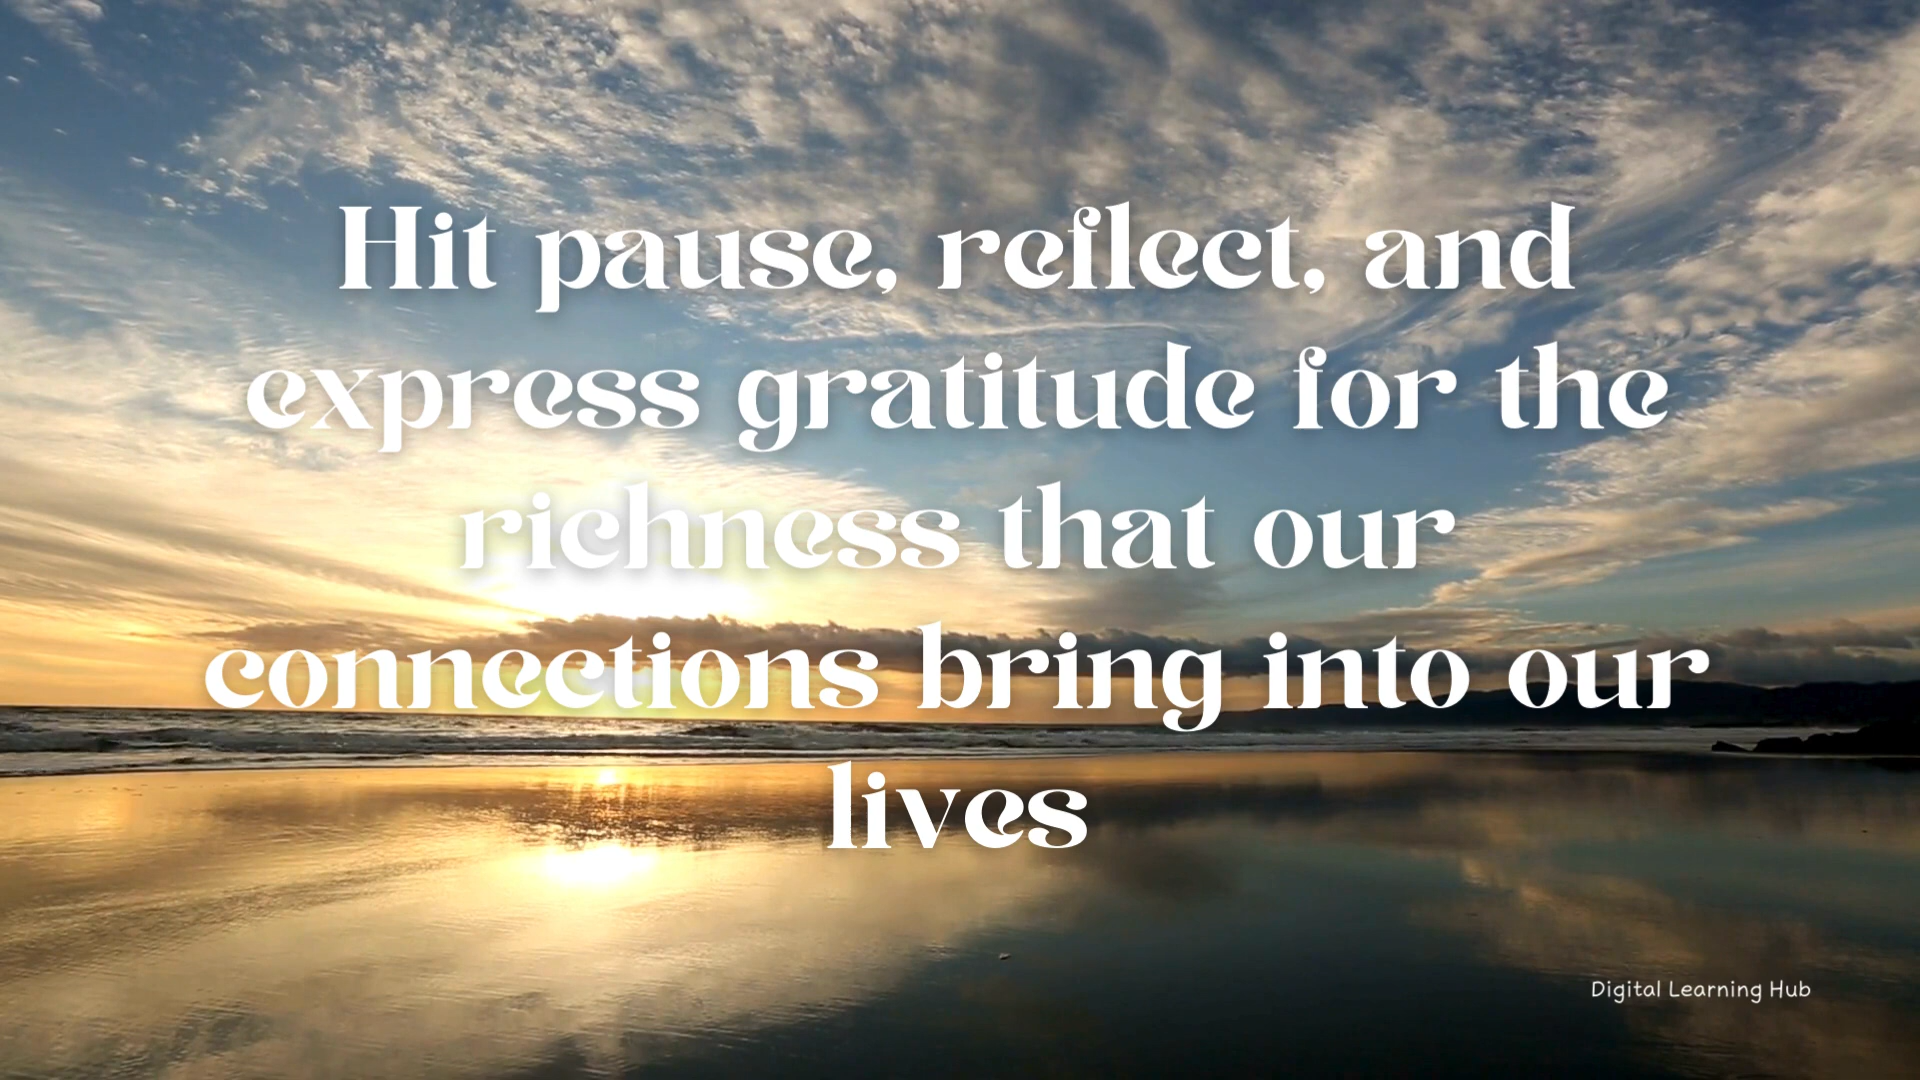 Hit pause, reflect, and
express gratitude for the
richness that our
connections bring into our
lives
Digital Learning Hub